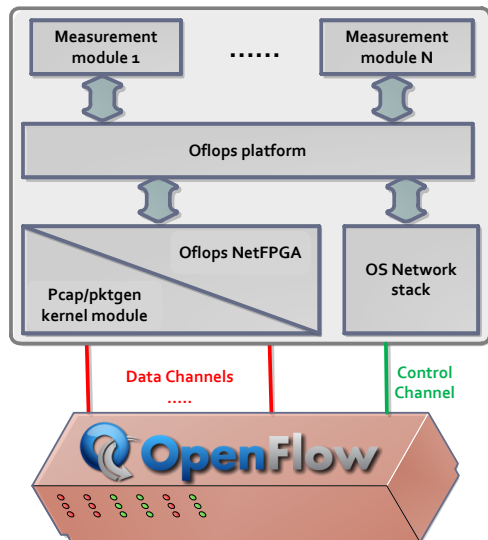 Measurement
module 1
......
Measurement
module N
Oflops platform
Oflops NetFPGA
Pcap/pktgen
kernel module
OS Network
stack
Data Channels
.....
Control
Channel
OpenFlow